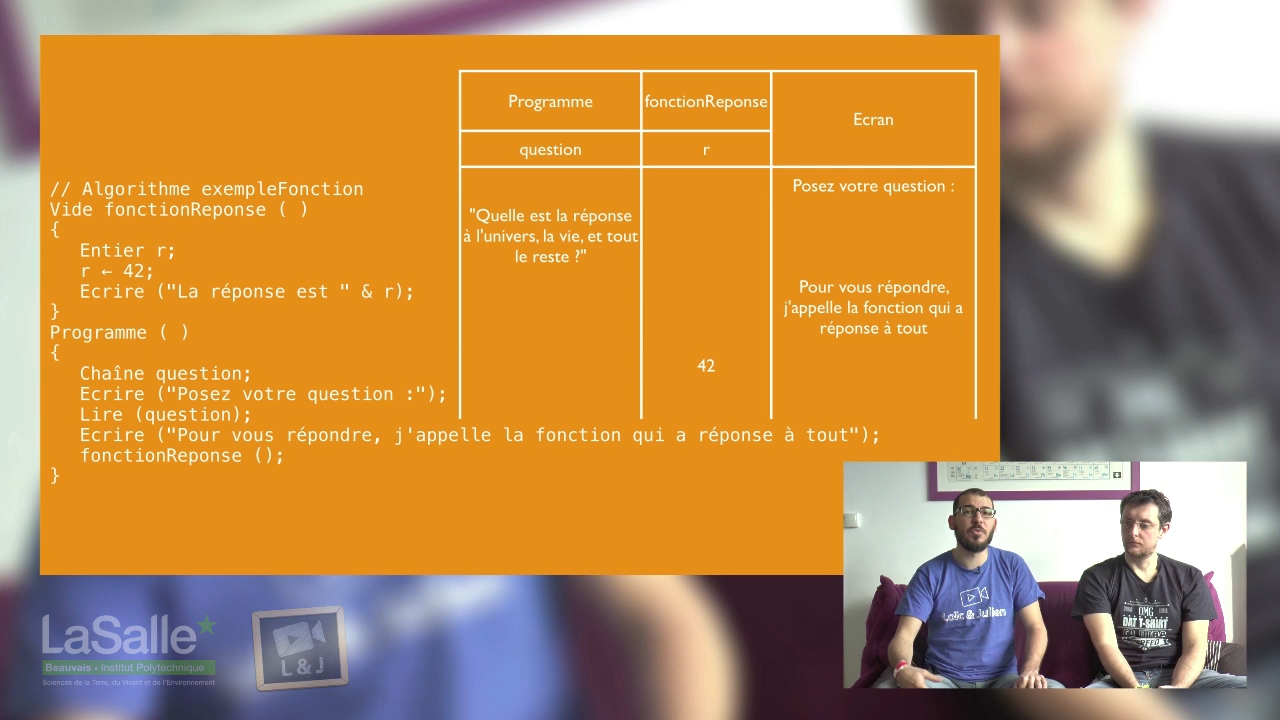 Programme
fonctionReponse
Ecran
question
r
Posez votre question :
"Quelle est la réponse
à l'univers, la vie, et tout
le reste ?"
Pour vous répondre,
j'appelle la fonction qui a
réponse à tout
42
// Algorithme exempleFonction
Vide fonctionReponse ( )
{
Entier r;
r ← 42;
Ecrire ("La réponse est " & r);
}
Programme ( )
{
Chaîne question;
Ecrire ("Posez votre question :");
Lire (question);
Ecrire ("Pour vous répondre, j'appelle la fonction qui a réponse à tout");
fonctionReponse ();
}
LaSalle
Beauvais • Institut Polytechnique
Sciences de la Terre, du Vivant et de l'Environnement
L & J
Loïc & Julien
OMG
DAT T-SHIRT